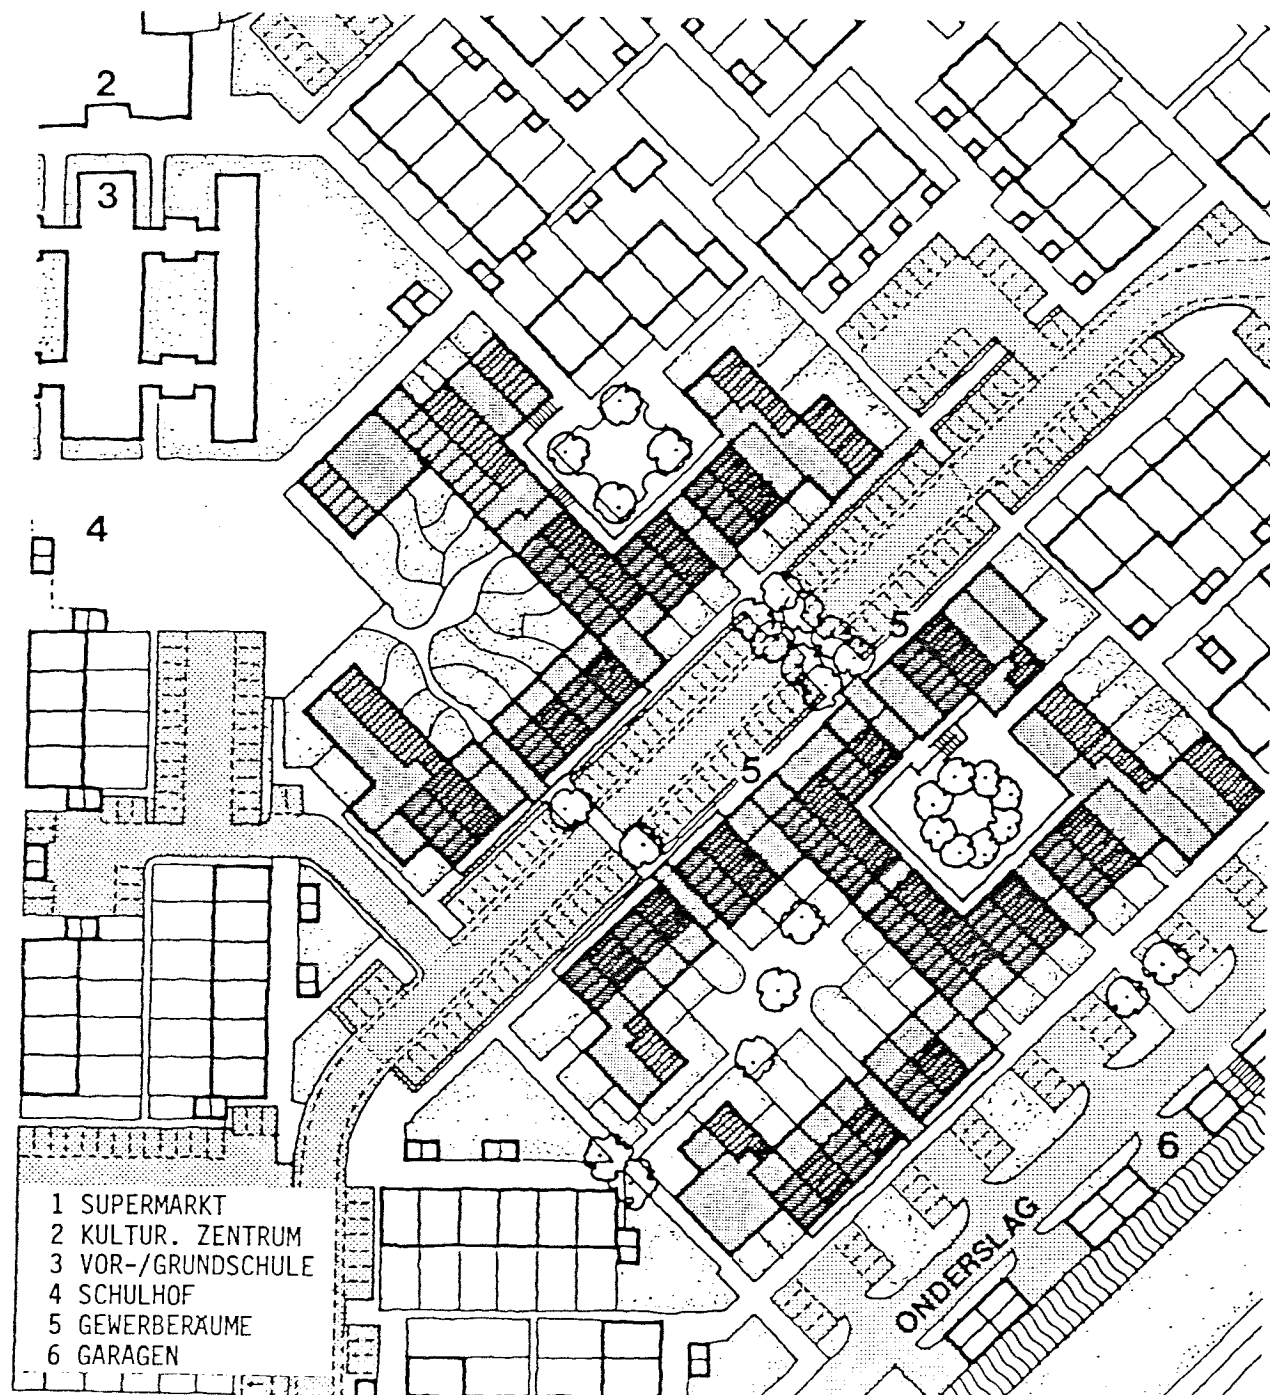 2
3
4
5
5
6
ONDERSLAG
1 SUPERMARKT
2 KULTUR. ZENTRUM
3 VOR-/GRUNDSCHULE
4 SCHULHOF
5 GEWERBERÄUME
6 GARAGEN